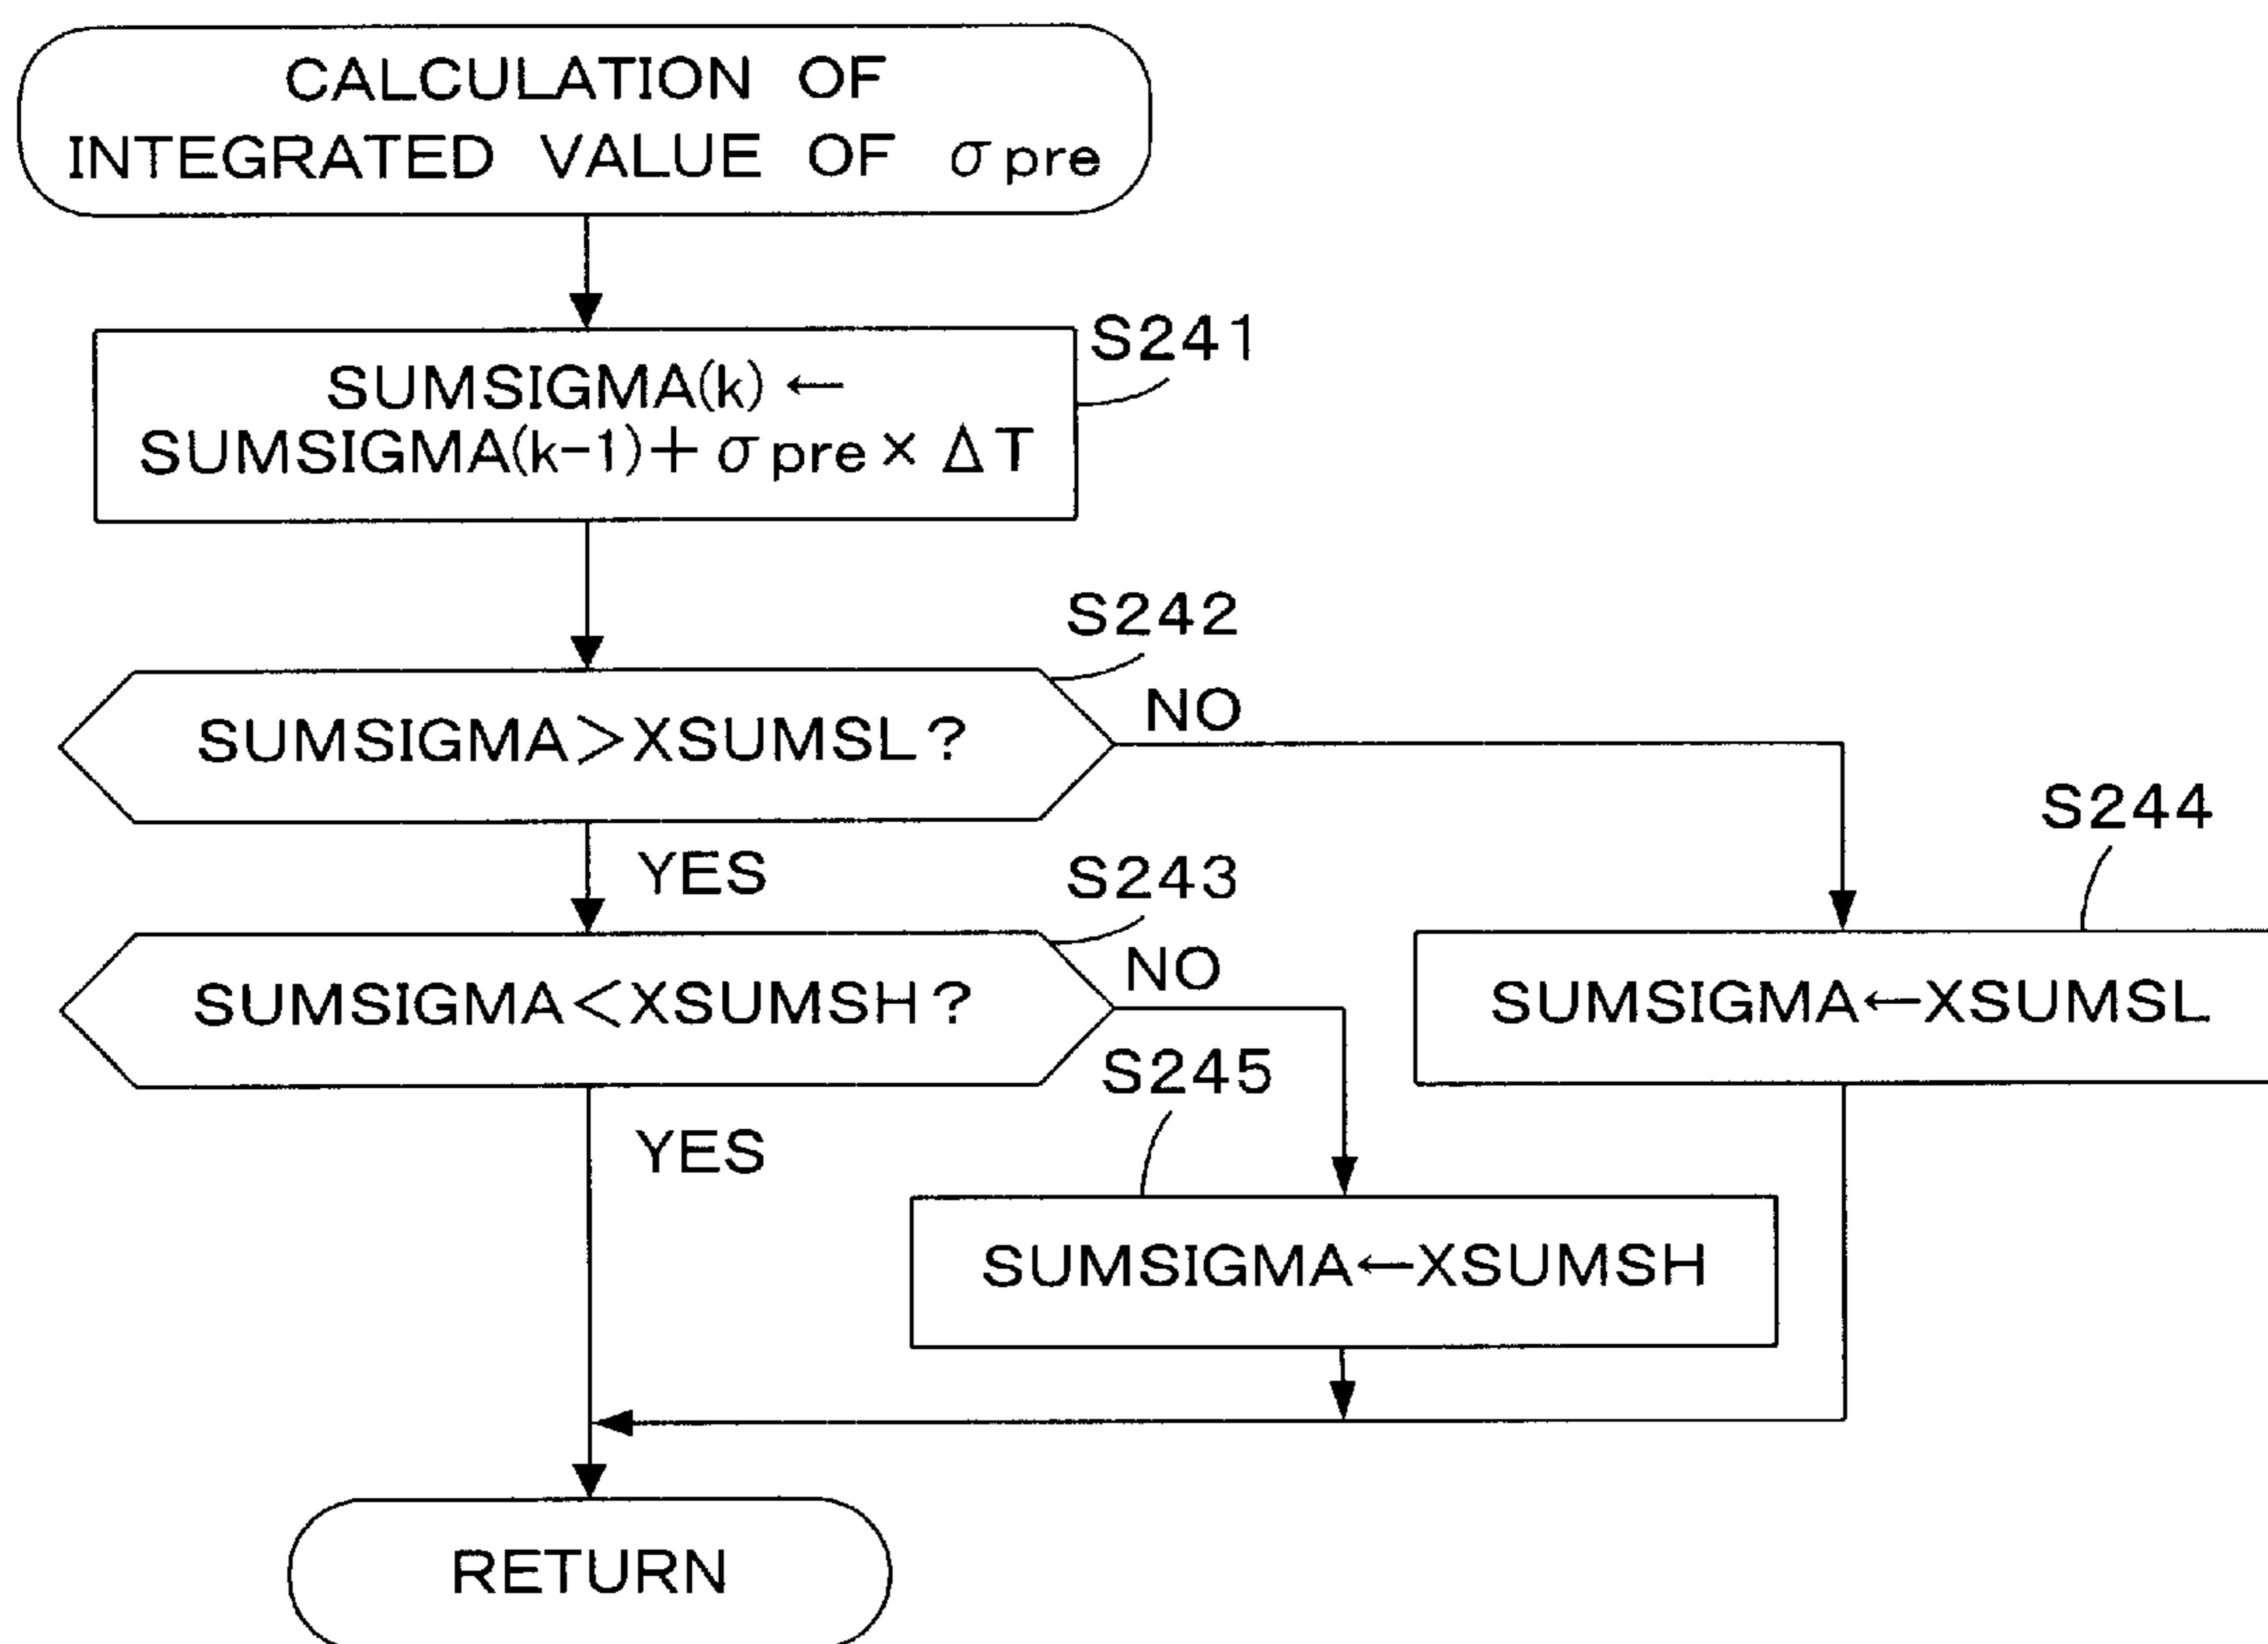 CALCULATION OF
INTEGRATED VALUE OF σpre
S241
SUMSIGMA(k) ←
SUMSIGMA(k-1)+ σpre × ΔT
S242
SUMSIGMA>XSUMSL?
NO
YES
S244
S243
SUMSIGMA<XSUMSH?
NO
SUMSIGMA←XSUMSL
S245
YES
SUMSIGMA←XSUMSH
RETURN